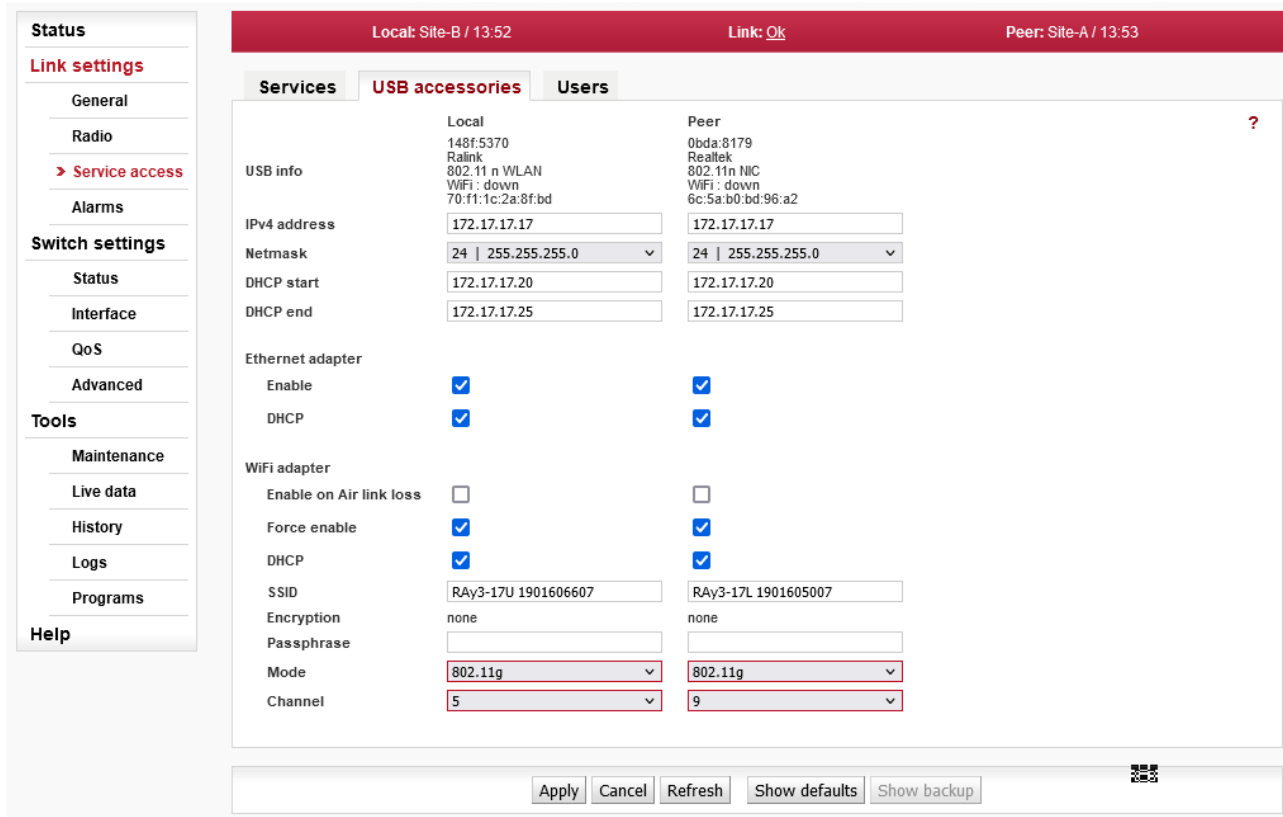 Status
Link settings
General
Radio
Service access
Alarms
Switch settings
Status
Interface
QoS
Advanced
Tools
Maintenance
Live data
History
Logs
Programs
Help
Local: Site-B / 13:52 Link: Ok Peer: Site-A / 13:53
Services USB accessories Users
Local Peer ?
USB info
148f:5370
Ralink
802.11 n WLAN
WiFi : down
70:f1:1c:2a:8f:bd
0bda:8179
Realtek
802.11n NIC
WiFi : down
6c:5a:b0:bd:96:a2
IPv4 address 172.17.17.17 172.17.17.17
Netmask 24 | 255.255.255.0 24 | 255.255.255.0
DHCP start 172.17.17.20 172.17.17.20
DHCP end 172.17.17.25 172.17.17.25
Ethernet adapter
Enable
DHCP
WiFi adapter
Enable on Air link loss
Force enable
DHCP
SSID RAy3-17U 1901606607 RAy3-17L 1901605007
Encryption none none
Passphrase
Mode 802.11g 802.11g
Channel 5 9
Apply Cancel Refresh Show defaults Show backup